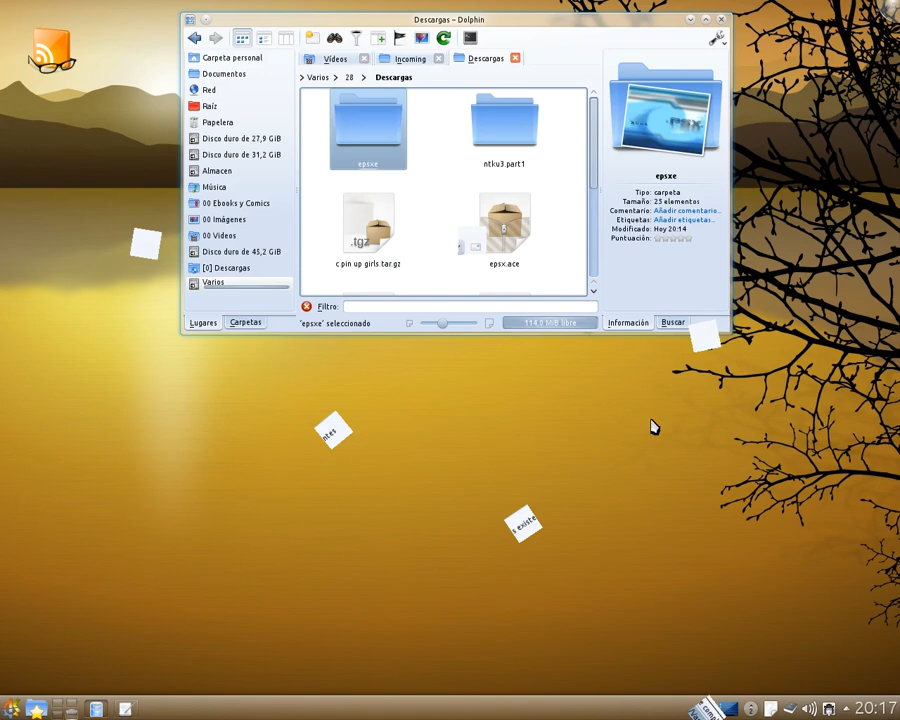 Descargas – Dolphin
Carpeta personal
Documentos
Red
Raíz
Papelera
Disco duro de 27,9 GiB
Disco duro de 31,2 GiB
Almacen
Música
00 Ebooks y Comics
00 Imágenes
00 Videos
Disco duro de 45,2 GiB
[0] Descargas
Varios
Lugares
Carpetas
Vídeos
Incoming
Descargas
Varios
28
Descargas
epsxe
ntku3.part1
.tgz
c pin up girls.tar.gz
epsx.ace
Filtro:
'epsxe' seleccionado
114,0 MiB libre
epsxe
Tipo: carpeta
Tamaño: 25 elementos
Comentario: Añadir comentario...
Etiquetas: Añadir etiquetas...
Modificado: Hoy 20:14
Puntuación:
Información
Buscar
ntes
s existe
20:17